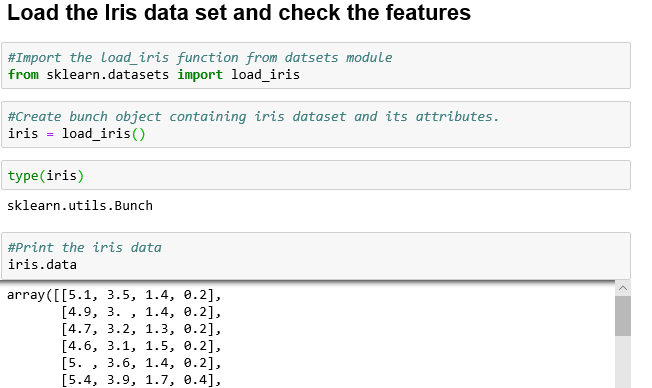 Load the Iris data set and check the features
#Import the load_iris function from datsets module
from sklearn.datasets import load_iris
#Create bunch object containing iris dataset and its attributes.
iris = load_iris()
type(iris)
sklearn.utils.Bunch
#Print the iris data
iris.data
array([[5.1, 3.5, 1.4, 0.2],
[4.9, 3. , 1.4, 0.2],
[4.7, 3.2, 1.3, 0.2],
[4.6, 3.1, 1.5, 0.2],
[5. , 3.6, 1.4, 0.2],
[5.4, 3.9, 1.7, 0.4],